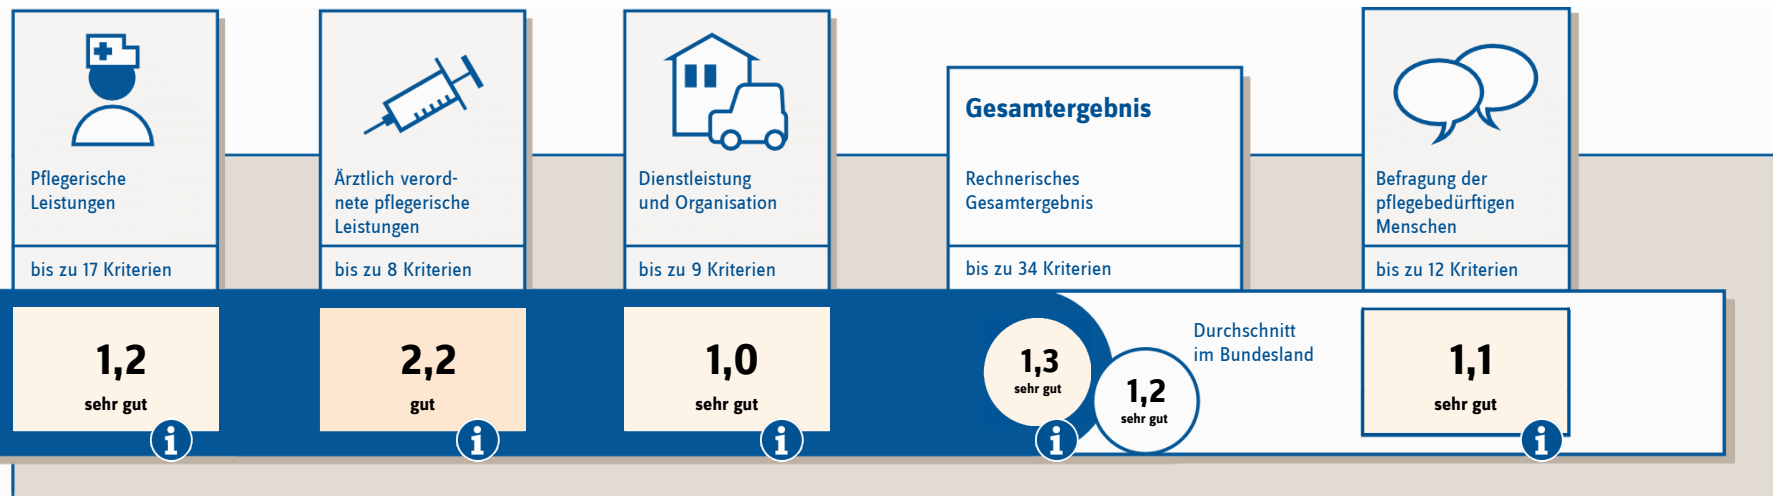 Pflegerische
Leistungen
bis zu 17 Kriterien
1,2
sehr gut
i
Ärztlich verord-
nete pflegerische
Leistungen
bis zu 8 Kriterien
2,2
gut
i
Dienstleistung
und Organisation
bis zu 9 Kriterien
1,0
sehr gut
i
Gesamtergebnis
Rechnerisches
Gesamtergebnis
bis zu 34 Kriterien
1,3
sehr gut
i
Durchschnitt
im Bundesland
1,2
sehr gut
Befragung der
pflegebedürftigen
Menschen
bis zu 12 Kriterien
1,1
sehr gut
i